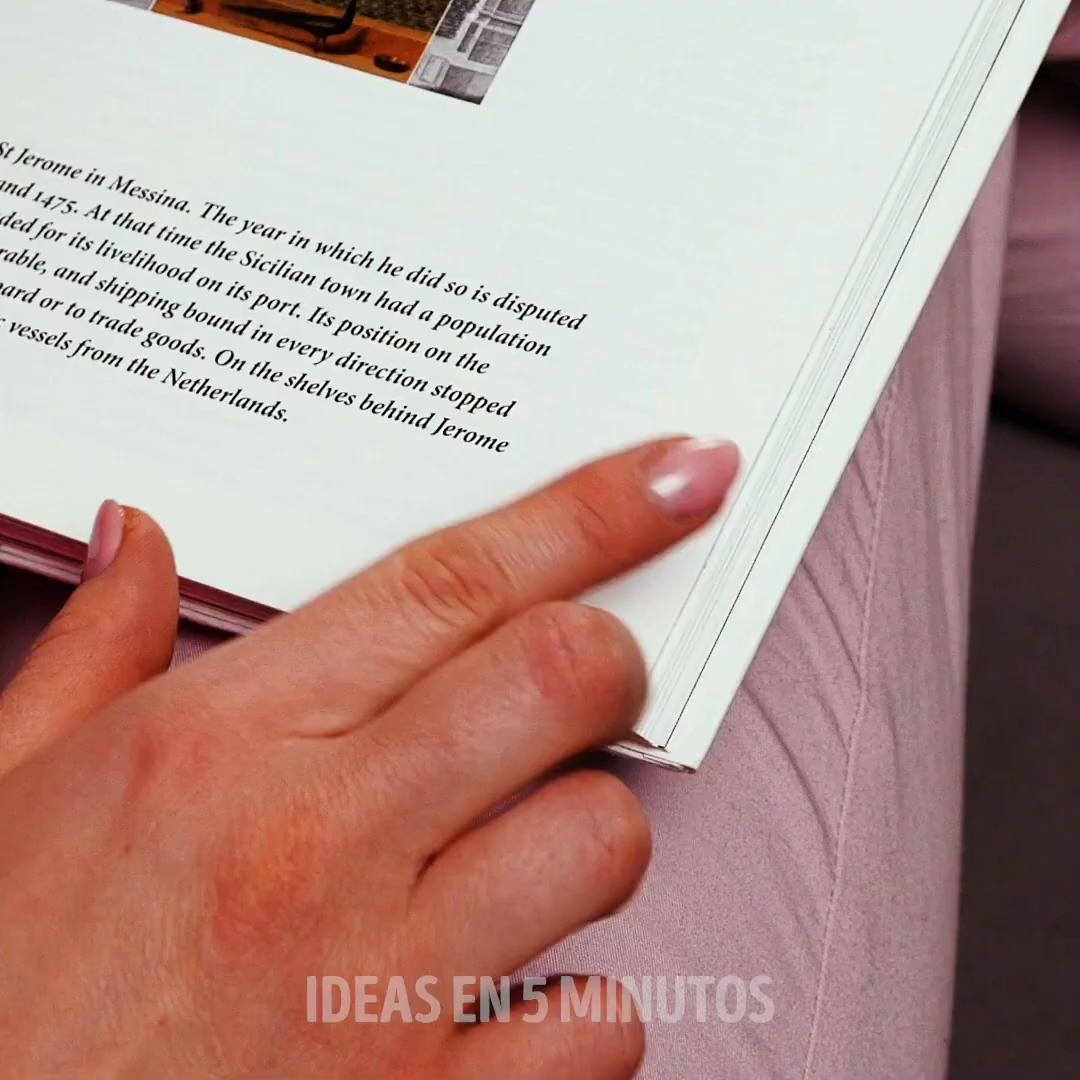 St Jerome in Messina. The year in which he did so is disputed
and 1475. At that time the Sicilian town had a population
for its livelihood on its port. Its position on the
and shipping bound in every direction stopped
or to trade goods. On the shelves behind Jerome
vessels from the Netherlands.
IDEAS EN 5 MINUTOS